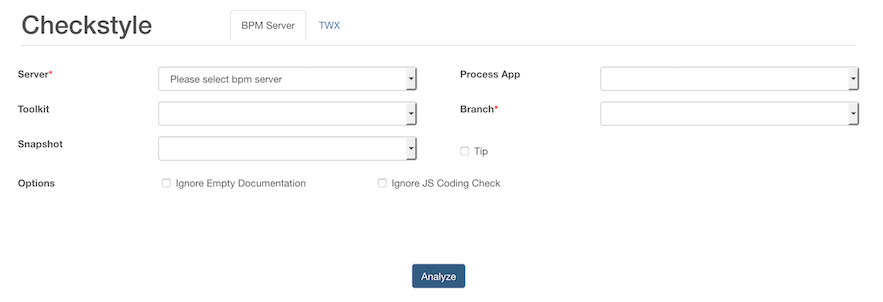 Checkstyle
BPM Server TWX
Server* Please select bpm server Process App
Toolkit Branch*
Snapshot Tip
Options Ignore Empty Documentation Ignore JS Coding Check
Analyze